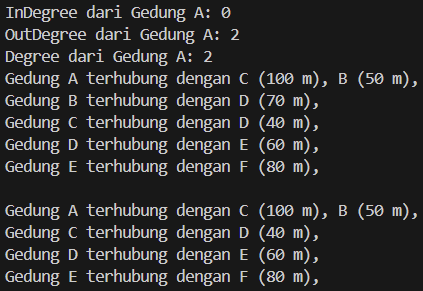 InDegree dari Gedung A: 0
OutDegree dari Gedung A: 2
Degree dari Gedung A: 2
Gedung A terhubung dengan C (100 m), B (50 m),
Gedung B terhubung dengan D (70 m),
Gedung C terhubung dengan D (40 m),
Gedung D terhubung dengan E (60 m),
Gedung E terhubung dengan F (80 m),

Gedung A terhubung dengan C (100 m), B (50 m),
Gedung C terhubung dengan D (40 m),
Gedung D terhubung dengan E (60 m),
Gedung E terhubung dengan F (80 m),